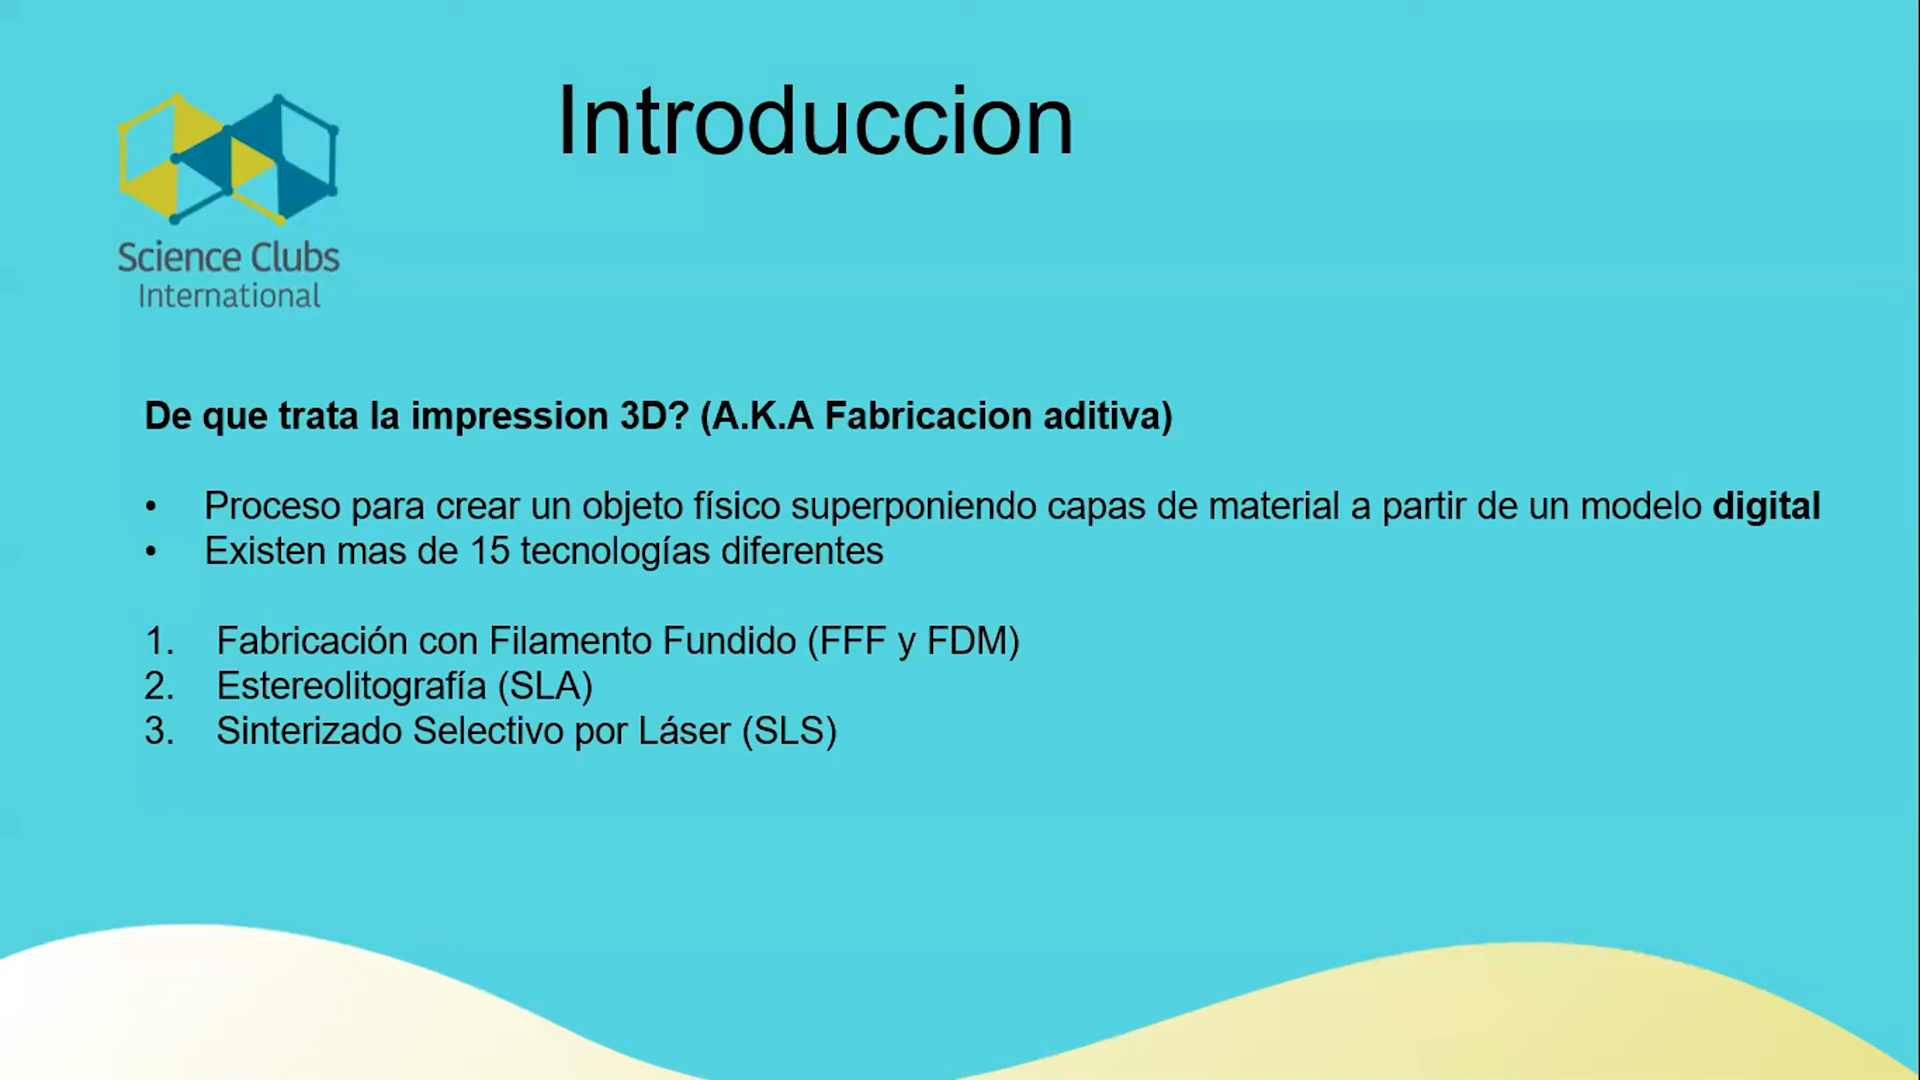 Introduccion
Science Clubs
International
De que trata la impression 3D? (A.K.A Fabricacion aditiva)
• Proceso para crear un objeto físico superponiendo capas de material a partir de un modelo digital
• Existen mas de 15 tecnologías diferentes
1. Fabricación con Filamento Fundido (FFF y FDM)
2. Estereolitografía (SLA)
3. Sinterizado Selectivo por Láser (SLS)